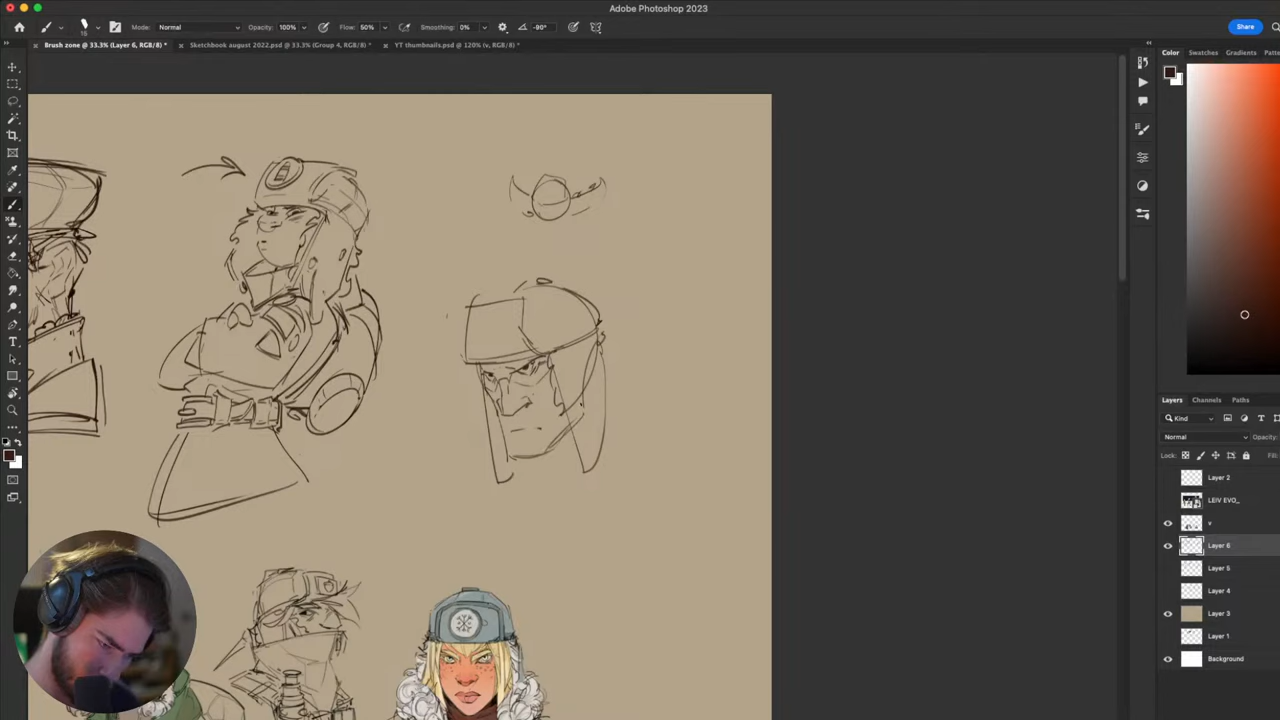 Adobe Photoshop 2023
Mode: Normal Opacity: 100% Flow: 50% Smoothing: 0% -90° Share
15
Brush zone @ 33.3% (Layer 6, RGB/8) * Sketchbook august 2022.psd @ 33.3% (Group 4, RGB/8) * YT thumbnails.psd @ 120% (v, RGB/8) *
Color Swatches Gradients Patte
Layers Channels Paths
Kind
Normal Opacity:
Lock: Fill:
Layer 2
LEIV EVO_
v
Layer 6
Layer 5
Layer 4
Layer 3
Layer 1
Background